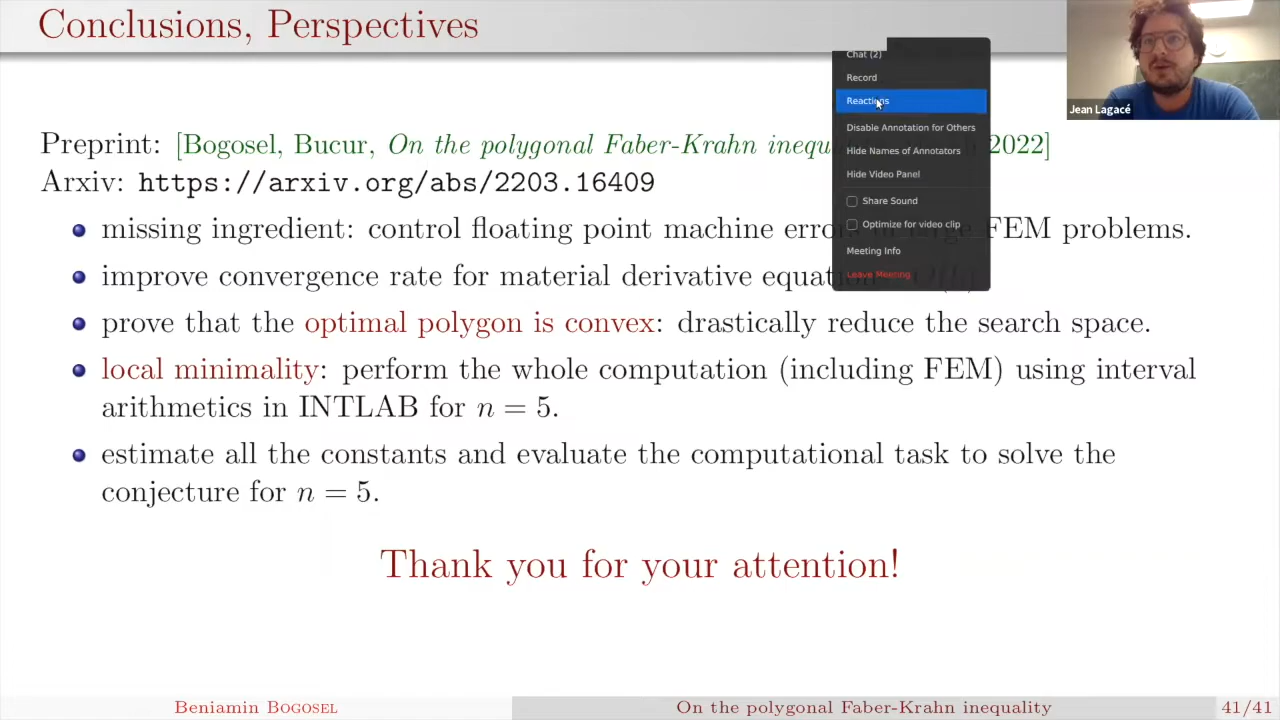 Conclusions, Perspectives
Jean Lagacé
Chat (2)
Record
Reactions
Disable Annotation for Others
Hide Names of Annotators
Hide Video Panel
Share Sound
Optimize for video clip
Meeting Info
Leave Meeting
Preprint: [Bogosel, Bucur, On the polygonal Faber-Krahn 2022]
Arxiv: https://arxiv.org/abs/2203.16409
missing ingredient: control floating point machine FEM problems.
improve convergence rate for material derivative
prove that the optimal polygon is convex: drastically reduce the search space.
local minimality: perform the whole computation (including FEM) using interval
arithmetics in INTLAB for n = 5.
estimate all the constants and evaluate the computational task to solve the
conjecture for n = 5.
Thank you for your attention!
Beniamin Bogosel
On the polygonal Faber-Krahn inequality
41/41